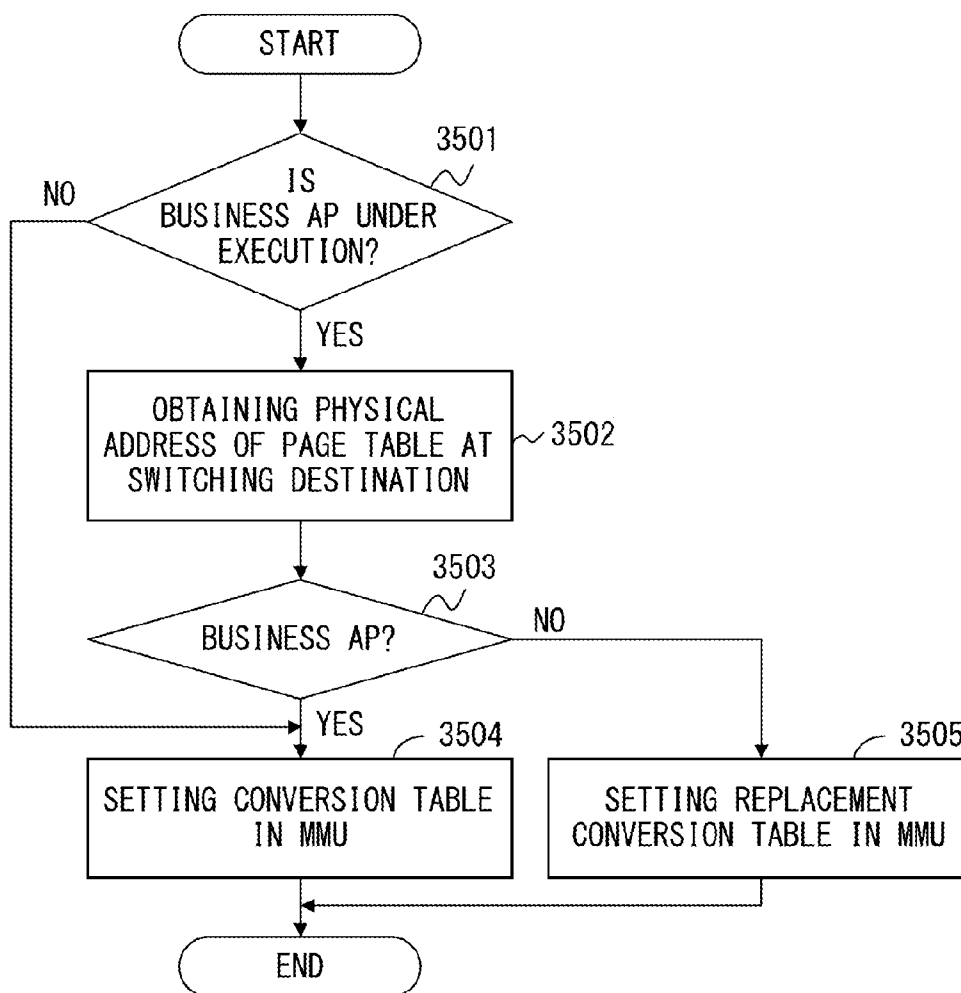 START
3501
NO
IS
BUSINESS AP UNDER
EXECUTION?
YES
OBTAINING PHYSICAL
ADDRESS OF PAGE TABLE AT
SWITCHING DESTINATION
3502
3503
BUSINESS AP?
NO
YES
3504
3505
SETTING CONVERSION TABLE
IN MMU
SETTING REPLACEMENT
CONVERSION TABLE IN MMU
END